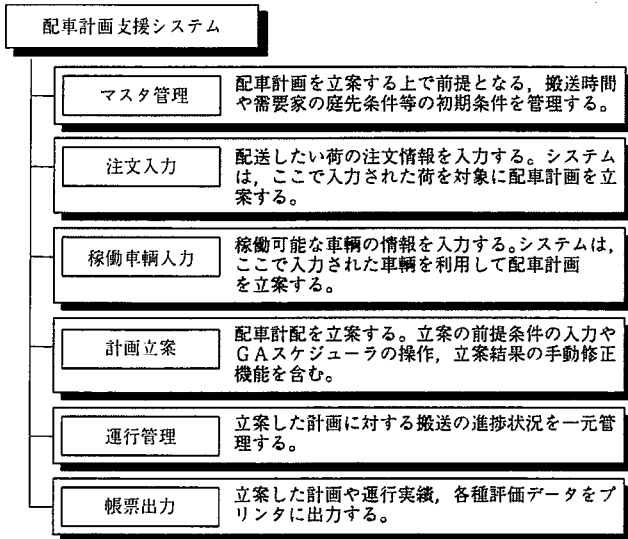 配車計画支援システム
マスタ管理
配車計画を立案する上で前提となる，搬送時間
や需要家の庭先条件等の初期条件を管理する。
注文入力
配送したい荷の注文情報を入力する。システム
は，ここで入力された荷を対象に配車計画を立
案する。
稼働車輌入力
稼働可能な車輌の情報を入力する。システムは，
ここで入力された車輌を利用して配車計画
を立案する。
計画立案
配車計配を立案する。立案の前提条件の入力や
ＧＡスケジューラの操作，立案結果の手動修正
機能を含む。
運行管理
立案した計画に対する搬送の進捗状況を一元管
理する。
帳票出力
立案した計画や運行実績，各種評価データをプ
リンタに出力する。